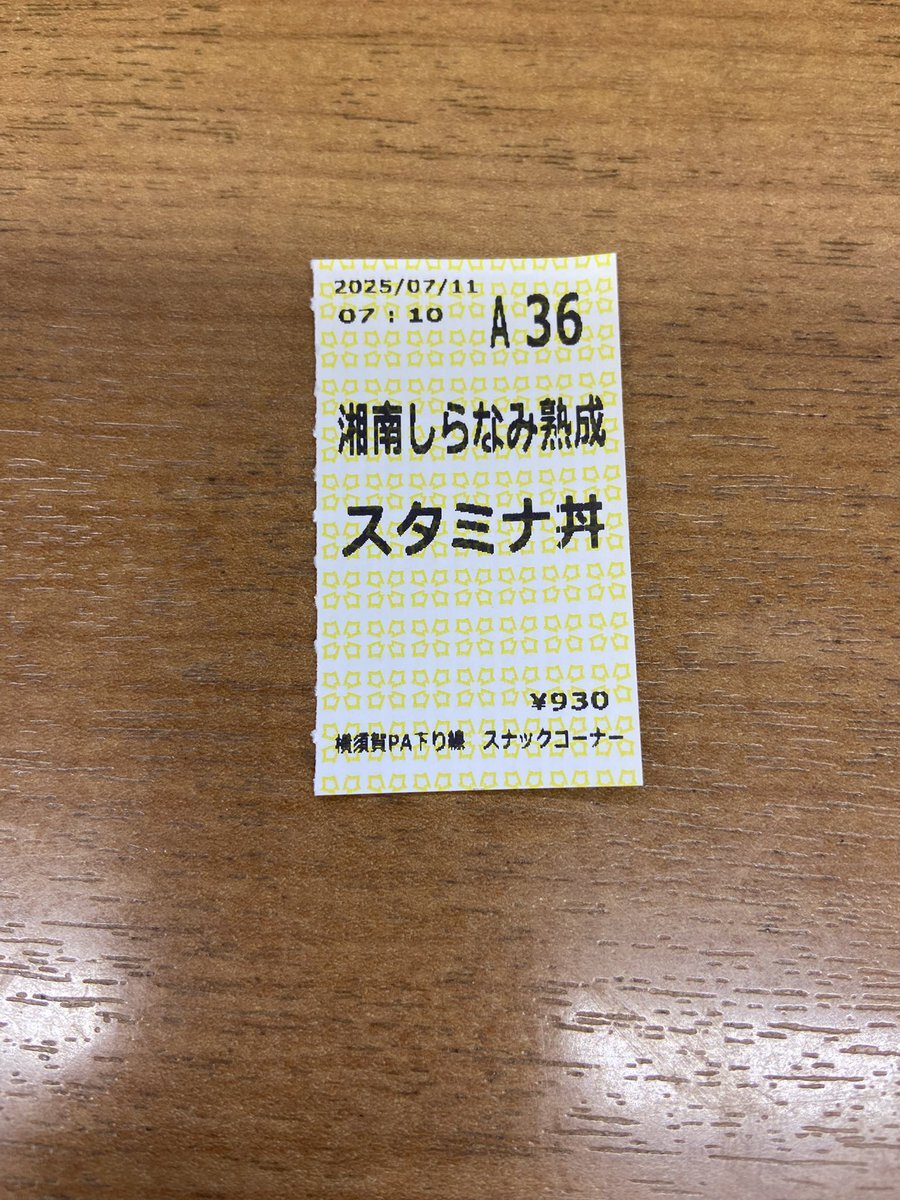 2025/07/11
07:10 A 36
湘南しらなみ熟成
スタミナ丼
¥930
横須賀PA下り線 スナックコーナー